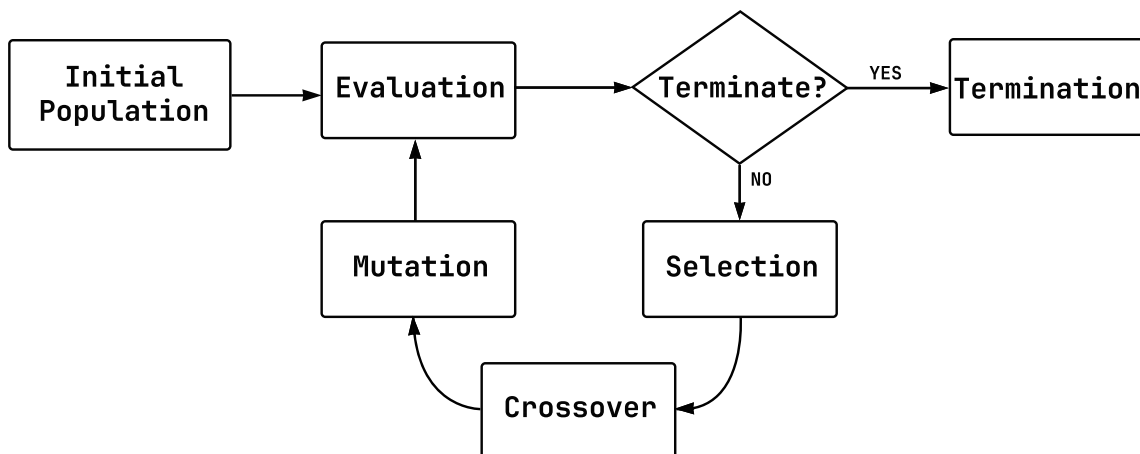 Initial
Population
Evaluation
Terminate?
YES
Termination
NO
Mutation
Selection
Crossover